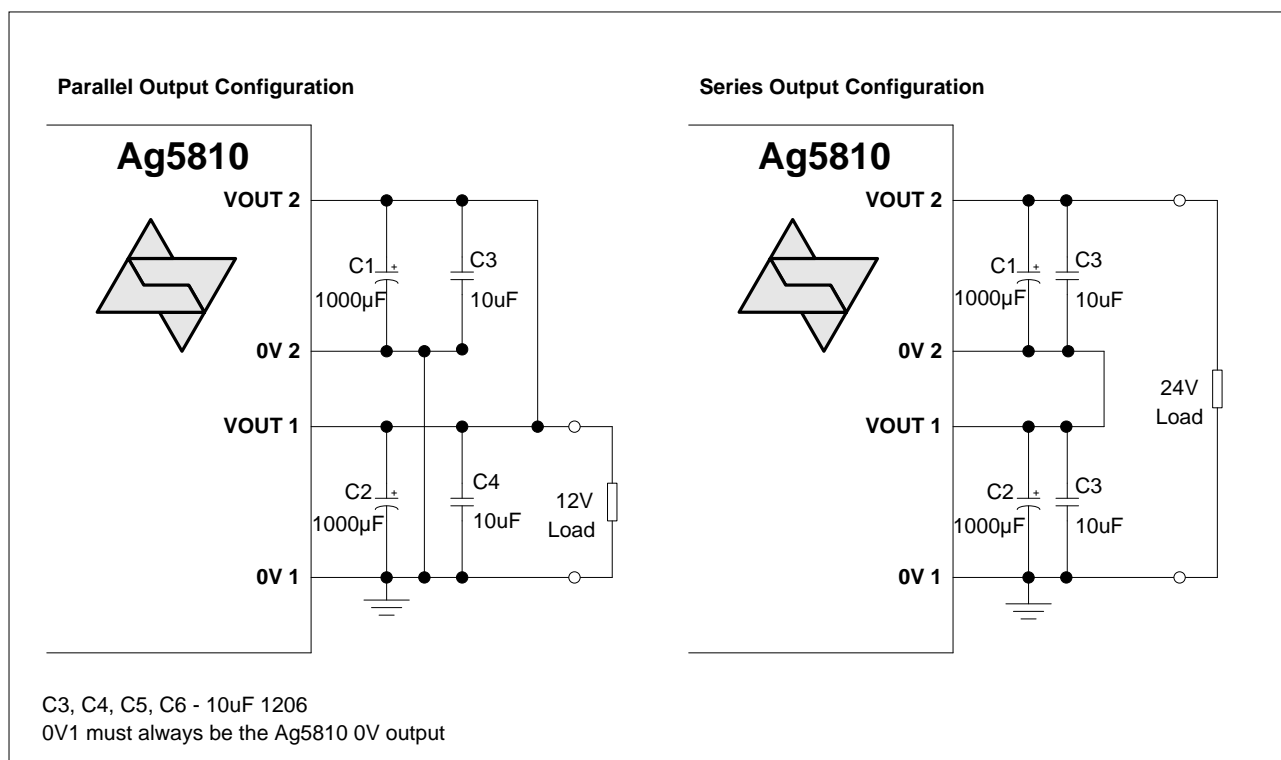 Parallel Output Configuration
Ag5810
VOUT 2
C1
+
1000µF
C3
10uF
0V 2
VOUT 1
C2
+
1000µF
C4
10uF
12V
Load
0V 1
Series Output Configuration
Ag5810
VOUT 2
C1
+
1000µF
C3
10uF
0V 2
24V
Load
VOUT 1
C2
+
1000µF
C3
10uF
0V 1
C3, C4, C5, C6 - 10uF 1206
0V1 must always be the Ag5810 0V output